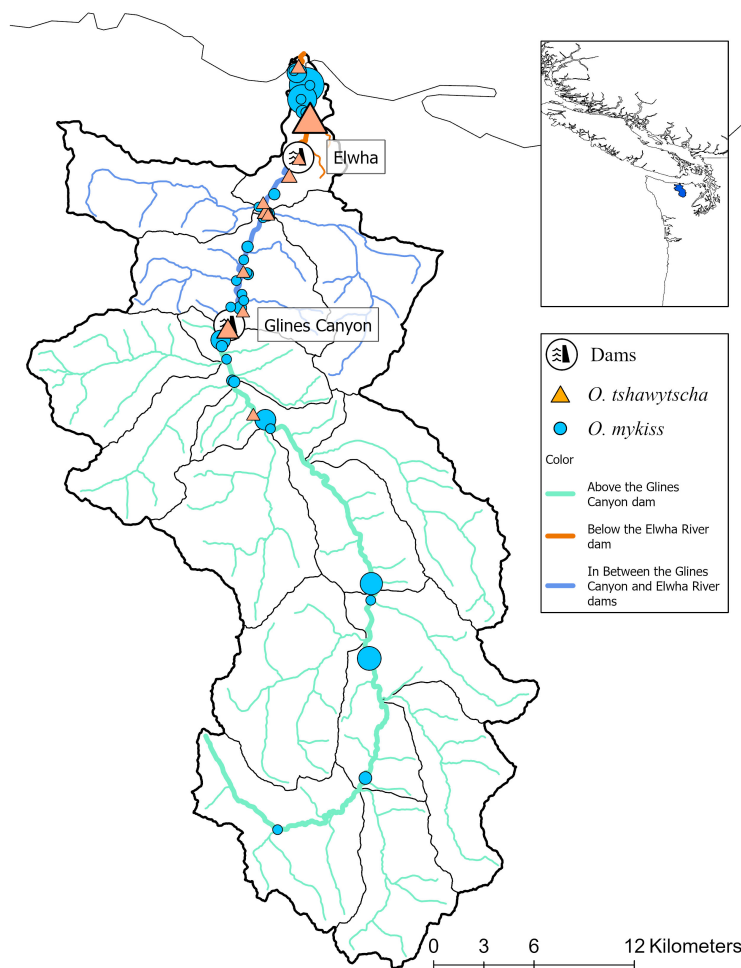 Elwha
Glines Canyon
Dams
O. tshawytscha
O. mykiss
Color
Above the Glines
Canyon dam
Below the Elwha River
dam
In Between the Glines
Canyon and Elwha River
dams
0 3 6 12 Kilometers